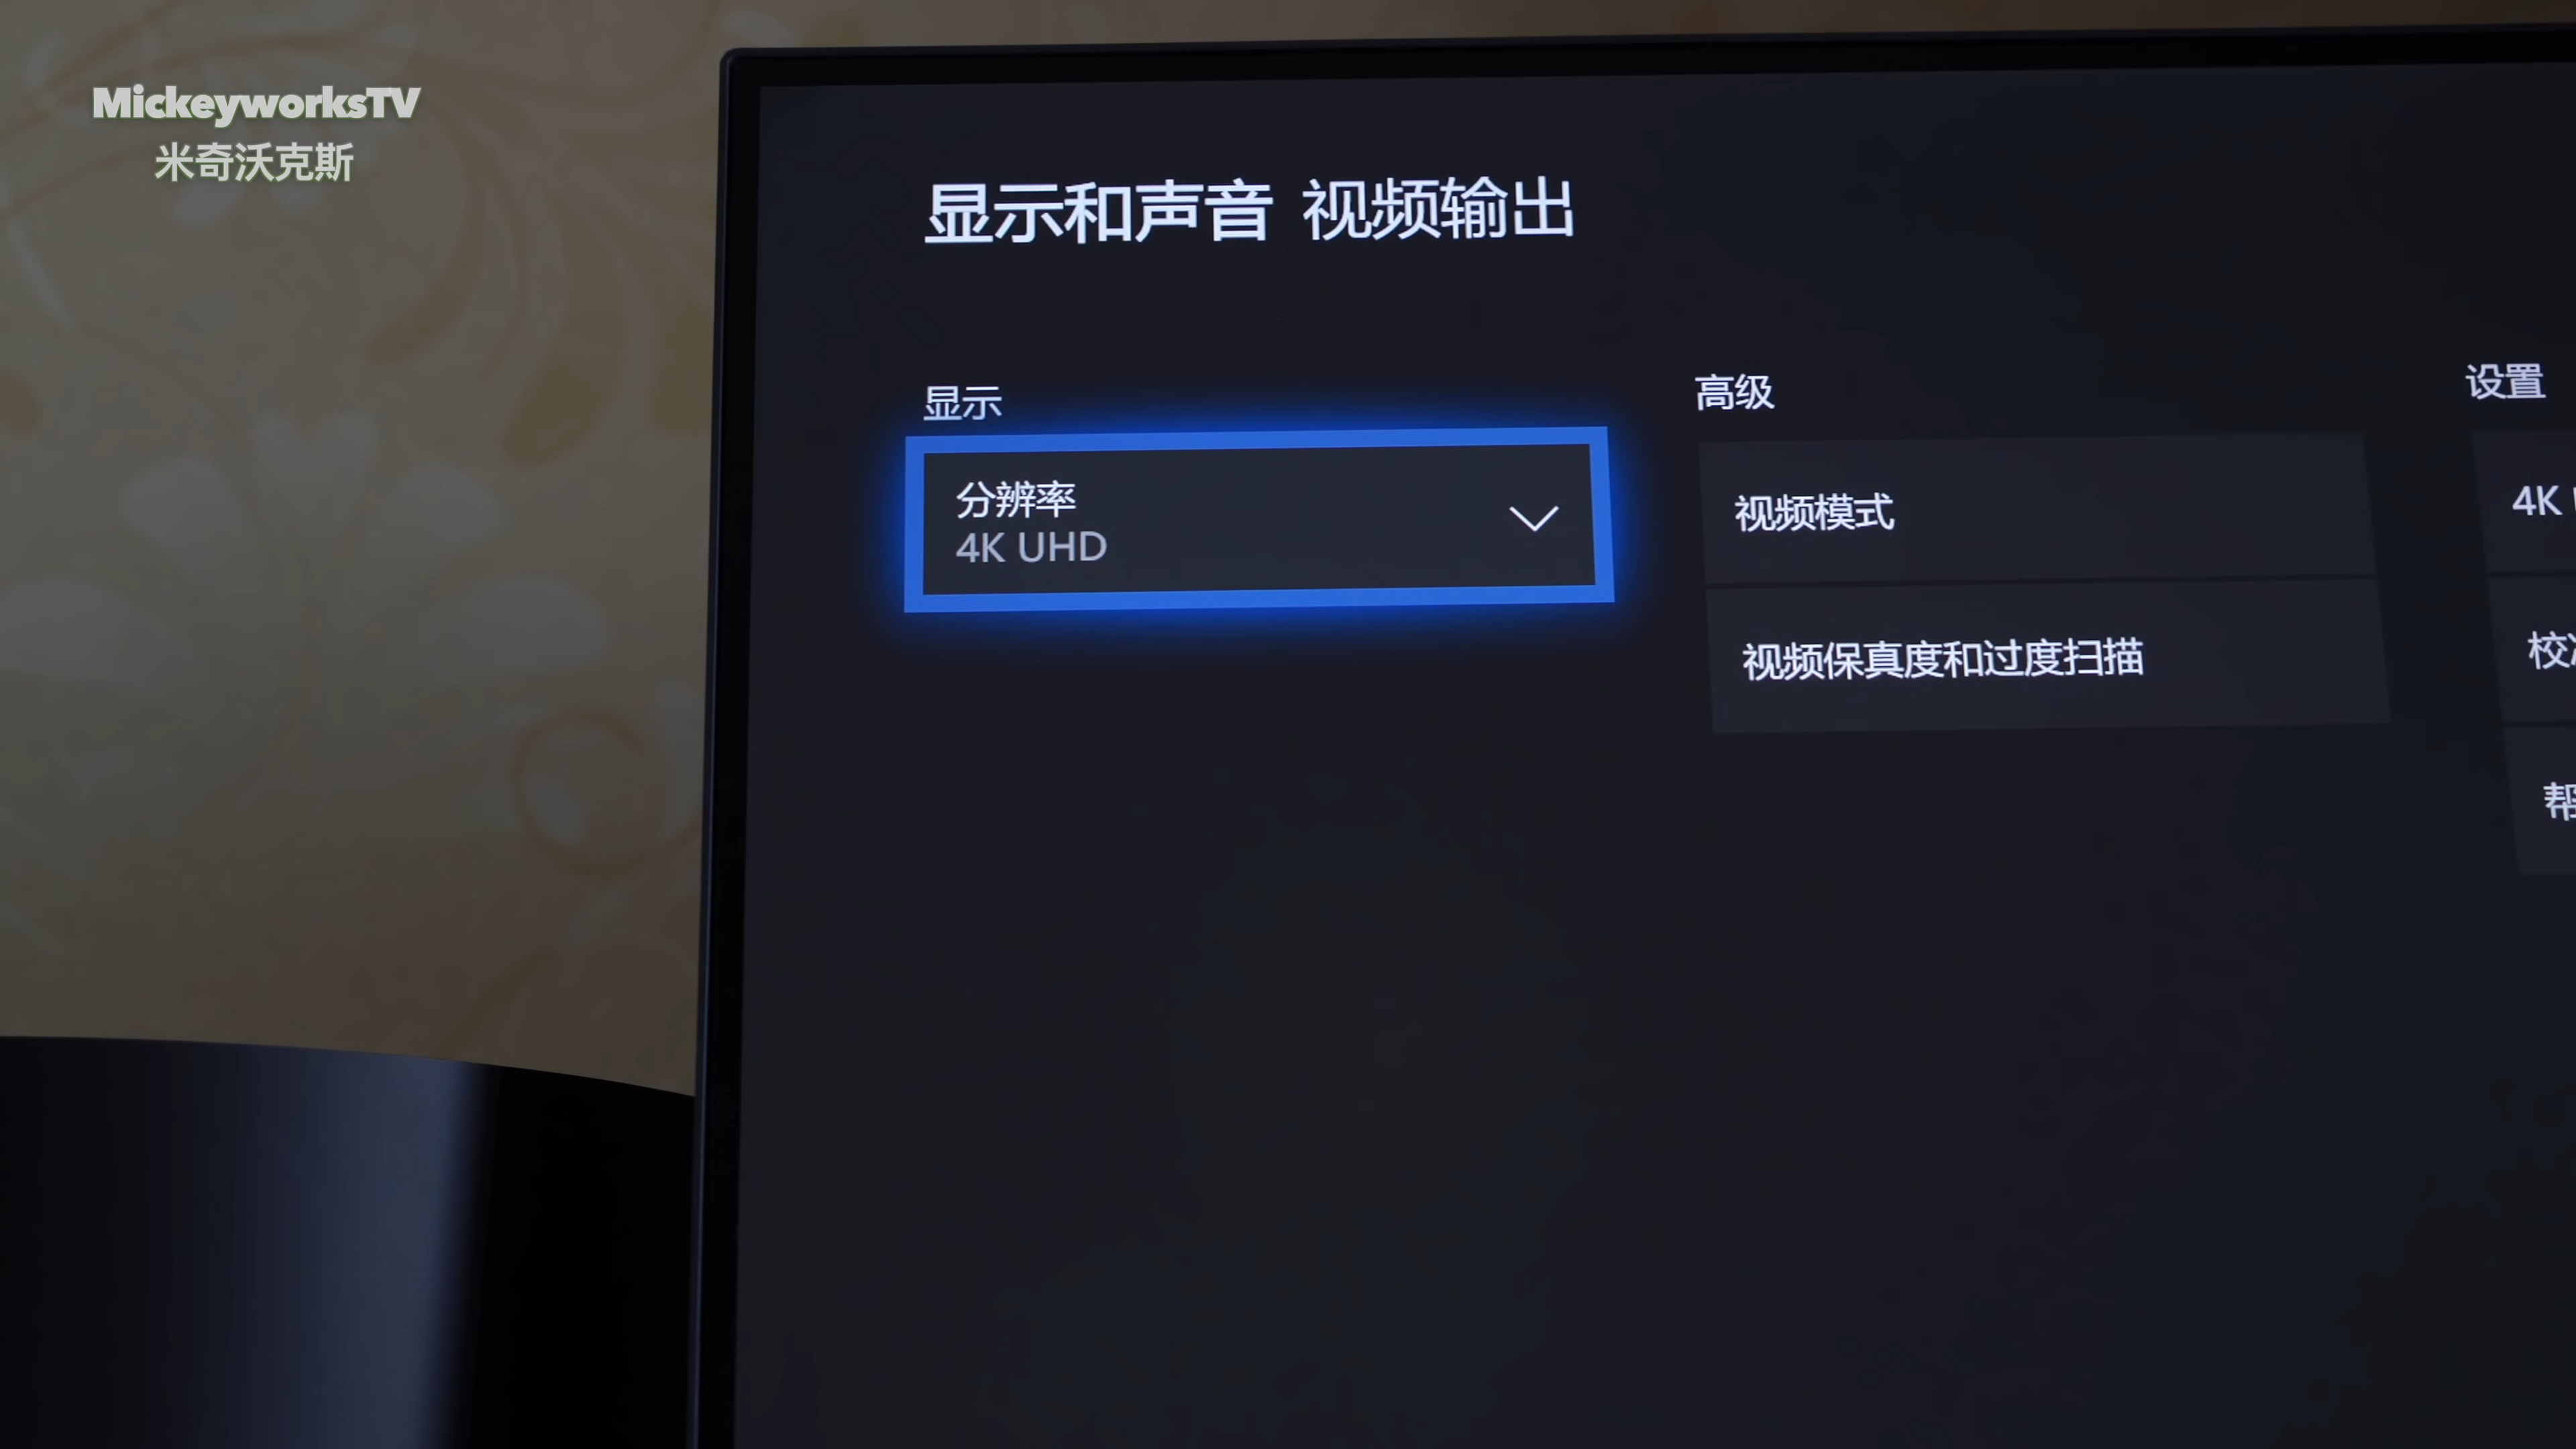 MickeyworksTV
米奇沃克斯
显示和声音 视频输出
显示
分辨率
4K UHD
高级
视频模式
视频保真度和过度扫描
设置
4K